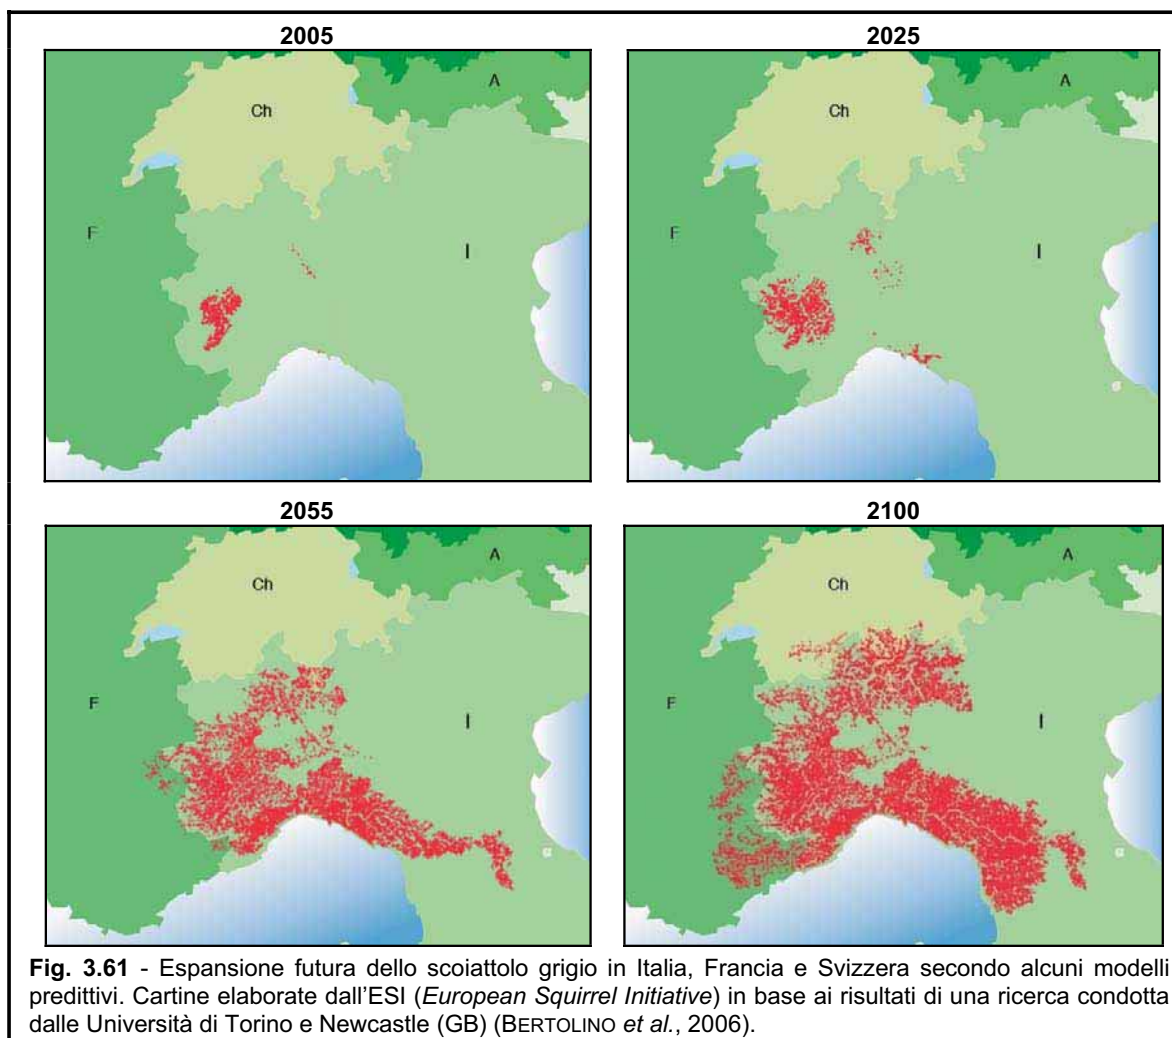 2005
2025
Ch
A
F
I
Ch
A
F
I
2055
2100
Ch
A
F
I
Ch
A
F
I
Fig. 3.61 - Espansione futura dello scoiattolo grigio in Italia, Francia e Svizzera secondo alcuni modelli
predittivi. Cartine elaborate dall'ESI (European Squirrel Initiative) in base ai risultati di una ricerca condotta
dalle Università di Torino e Newcastle (GB) (BERTOLINO et al., 2006).